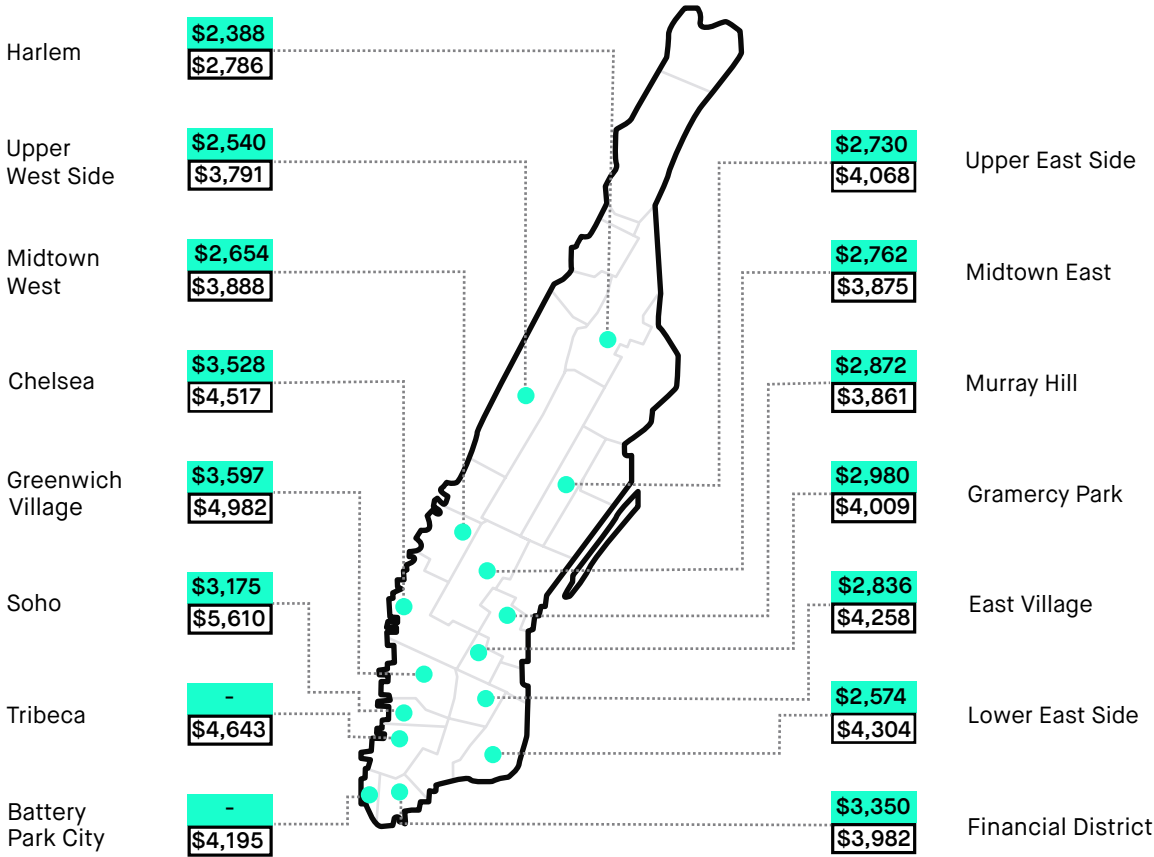 Harlem
$2,388
$2,786
Upper
West Side
$2,540
$3,791
Midtown
West
$2,654
$3,888
Chelsea
$3,528
$4,517
Greenwich
Village
$3,597
$4,982
Soho
$3,175
$5,610
Tribeca
-
$4,643
Battery
Park City
-
$4,195
$2,730
$4,068
Upper East Side
$2,762
$3,875
Midtown East
$2,872
$3,861
Murray Hill
$2,980
$4,009
Gramercy Park
$2,836
$4,258
East Village
$2,574
$4,304
Lower East Side
$3,350
$3,982
Financial District